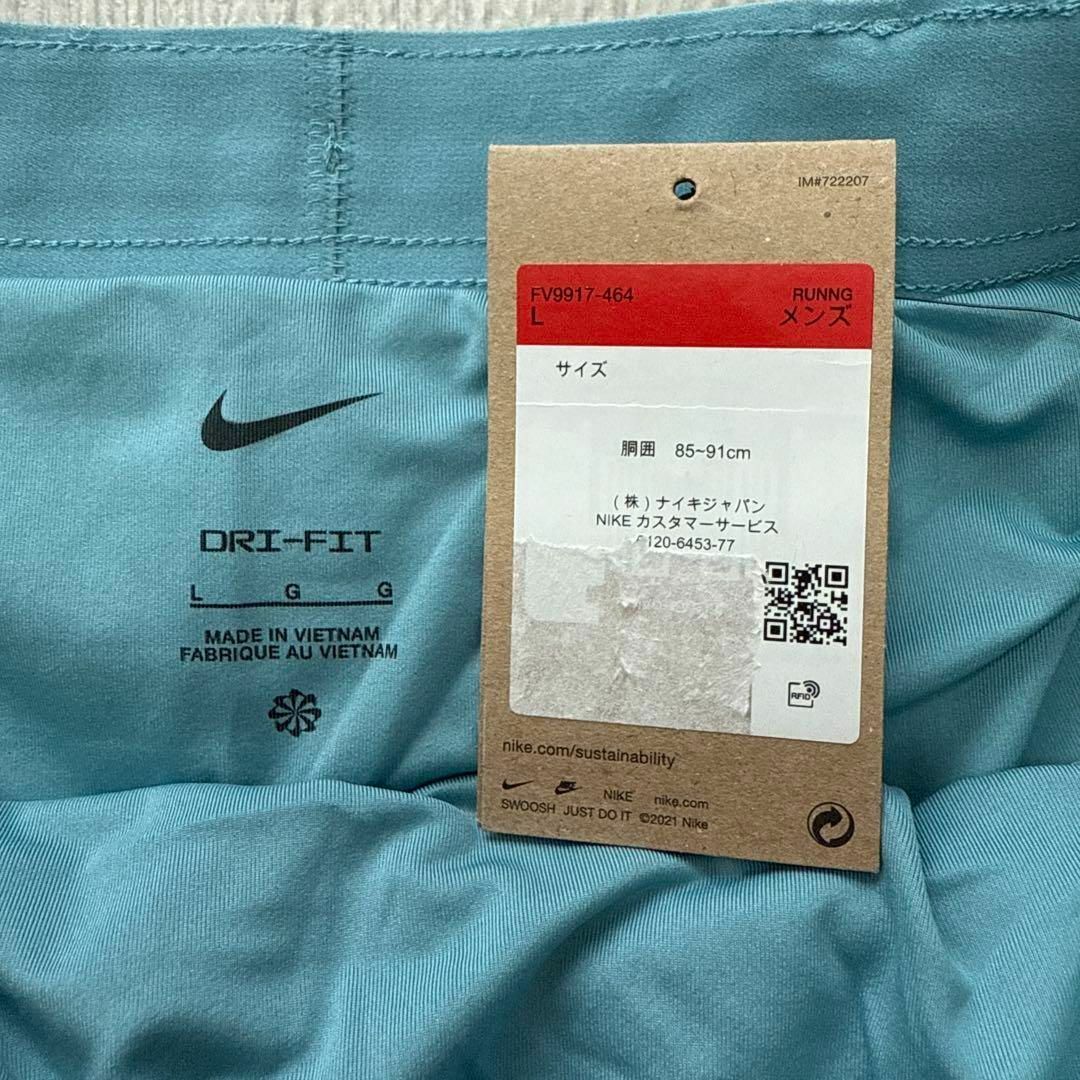 DRI-FIT
L G G
MADE IN VIETNAM
FABRIQUE AU VIETNAM
IM#722207
FV9917-464 RUNNG
L メンズ
サイズ
胴囲 85~91cm
(株)ナイキジャパン
NIKE カスタマーサービス
120-6453-77
RFID
nike.com/sustainability
NIKE nike.com
SWOOSH JUST DO IT ©2021 Nike